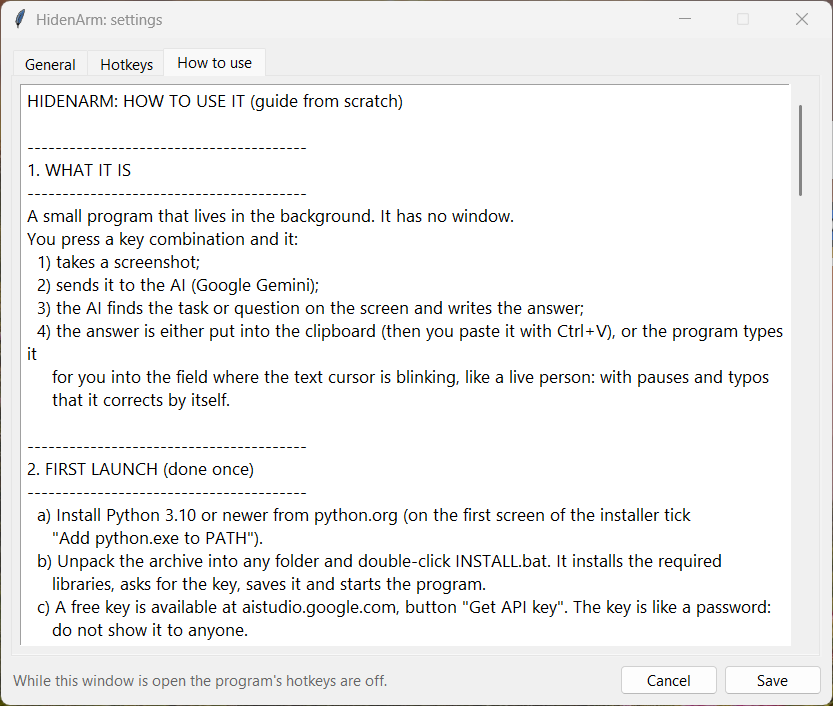 HidenArm: settings
General
Hotkeys
How to use
HIDENARM: HOW TO USE IT (guide from scratch)
----------------------------------------
1. WHAT IT IS
----------------------------------------
A small program that lives in the background. It has no window.
You press a key combination and it:
1) takes a screenshot;
2) sends it to the AI (Google Gemini);
3) the AI finds the task or question on the screen and writes the answer;
4) the answer is either put into the clipboard (then you paste it with Ctrl+V), or the program types
it
for you into the field where the text cursor is blinking, like a live person: with pauses and typos
that it corrects by itself.
----------------------------------------
2. FIRST LAUNCH (done once)
----------------------------------------
a) Install Python 3.10 or newer from python.org (on the first screen of the installer tick
"Add python.exe to PATH").
b) Unpack the archive into any folder and double-click INSTALL.bat. It installs the required
libraries, asks for the key, saves it and starts the program.
c) A free key is available at aistudio.google.com, button "Get API key". The key is like a password:
do not show it to anyone.
While this window is open the program's hotkeys are off.
Cancel
Save